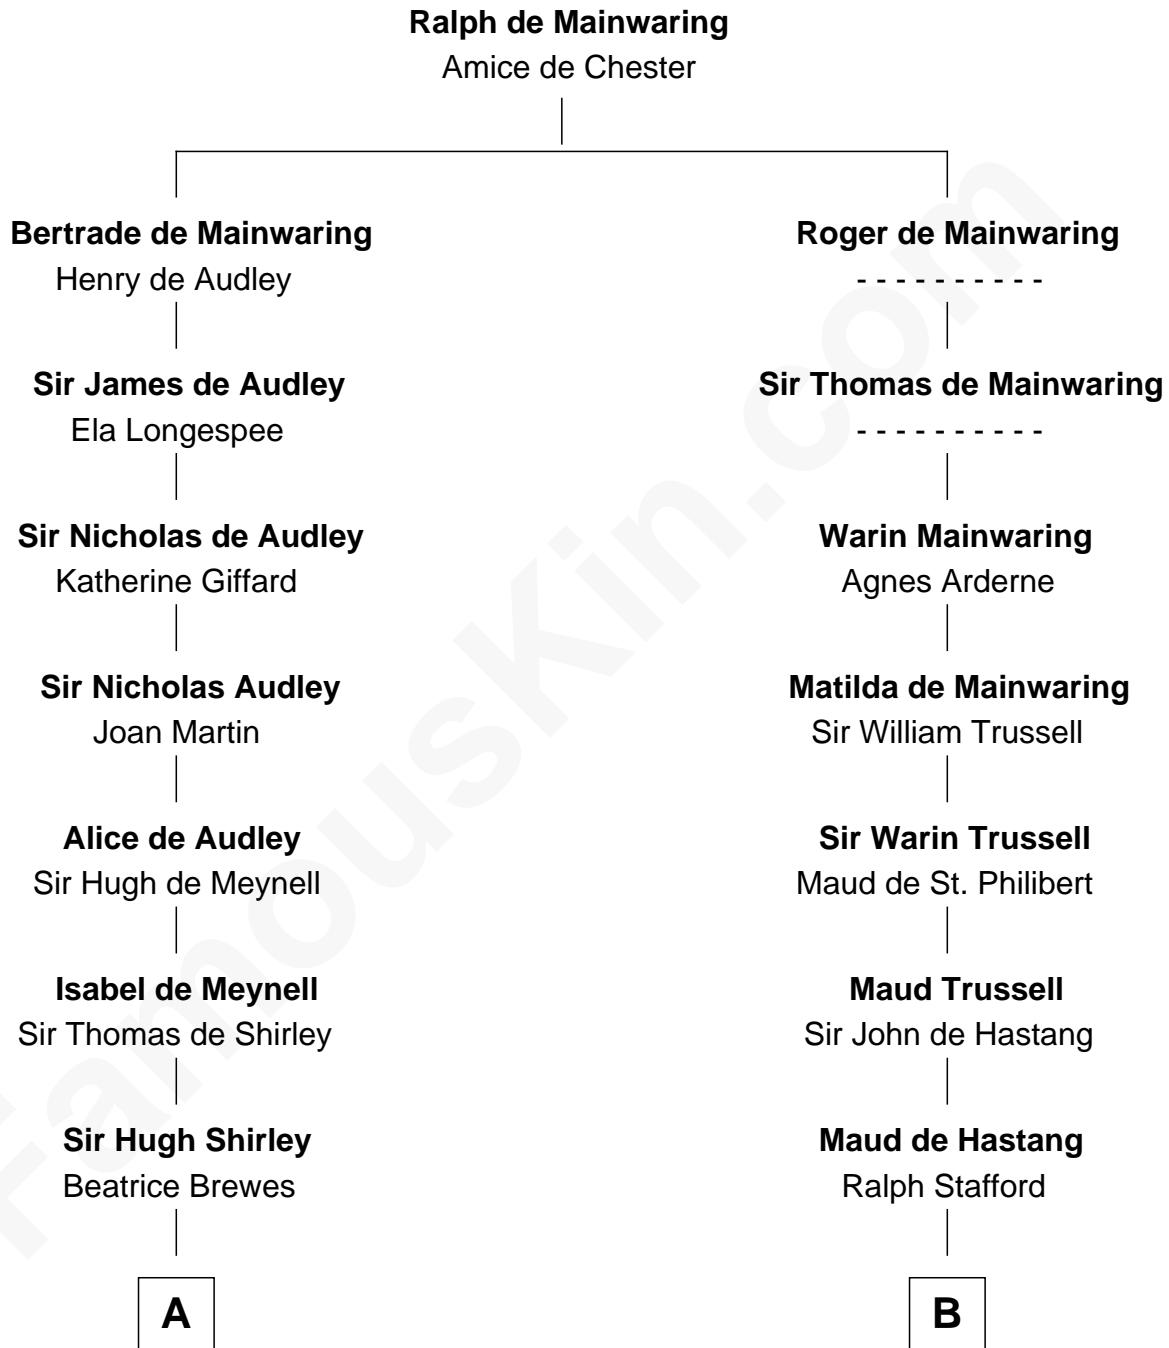 Ralph de Mainwaring
Amice de Chester
Bertrade de Mainwaring
Henry de Audley
Roger de Mainwaring
- - - - - - - - - -
Sir James de Audley
Ela Longespee
Sir Thomas de Mainwaring
- - - - - - - - - -
Sir Nicholas de Audley
Katherine Giffard
Warin Mainwaring
Agnes Arderne
Sir Nicholas Audley
Joan Martin
Matilda de Mainwaring
Sir William Trussell
Alice de Audley
Sir Hugh de Meynell
Sir Warin Trussell
Maud de St. Philibert
Isabel de Meynell
Sir Thomas de Shirley
Maud Trussell
Sir John de Hastang
Sir Hugh Shirley
Beatrice Brewes
Maud de Hastang
Ralph Stafford
A
B
FamousKin.com